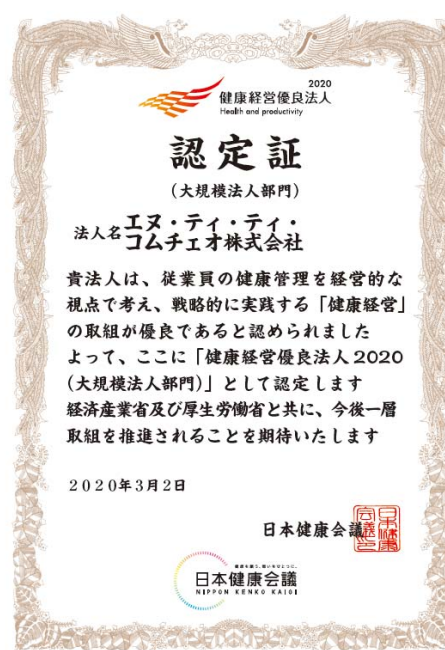 2020
健康経営優良法人
Health and productivity
認定証
(大規模法人部門)
法人名 エヌ・ティ・ティ・
コムチェオ株式会社
貴法人は、従業員の健康管理を経営的な
視点で考え、戦略的に実践する「健康経営」
の取組が優良であると認められました
よって、ここに「健康経営優良法人2020
(大規模法人部門)」として認定します
経済産業省及び厚生労働省と共に、今後一層
取組を推進されることを期待いたします
2020年3月2日
日本健康会議
日本健康会議之印
日本健康会議
NIPPON KENKO KAIGI